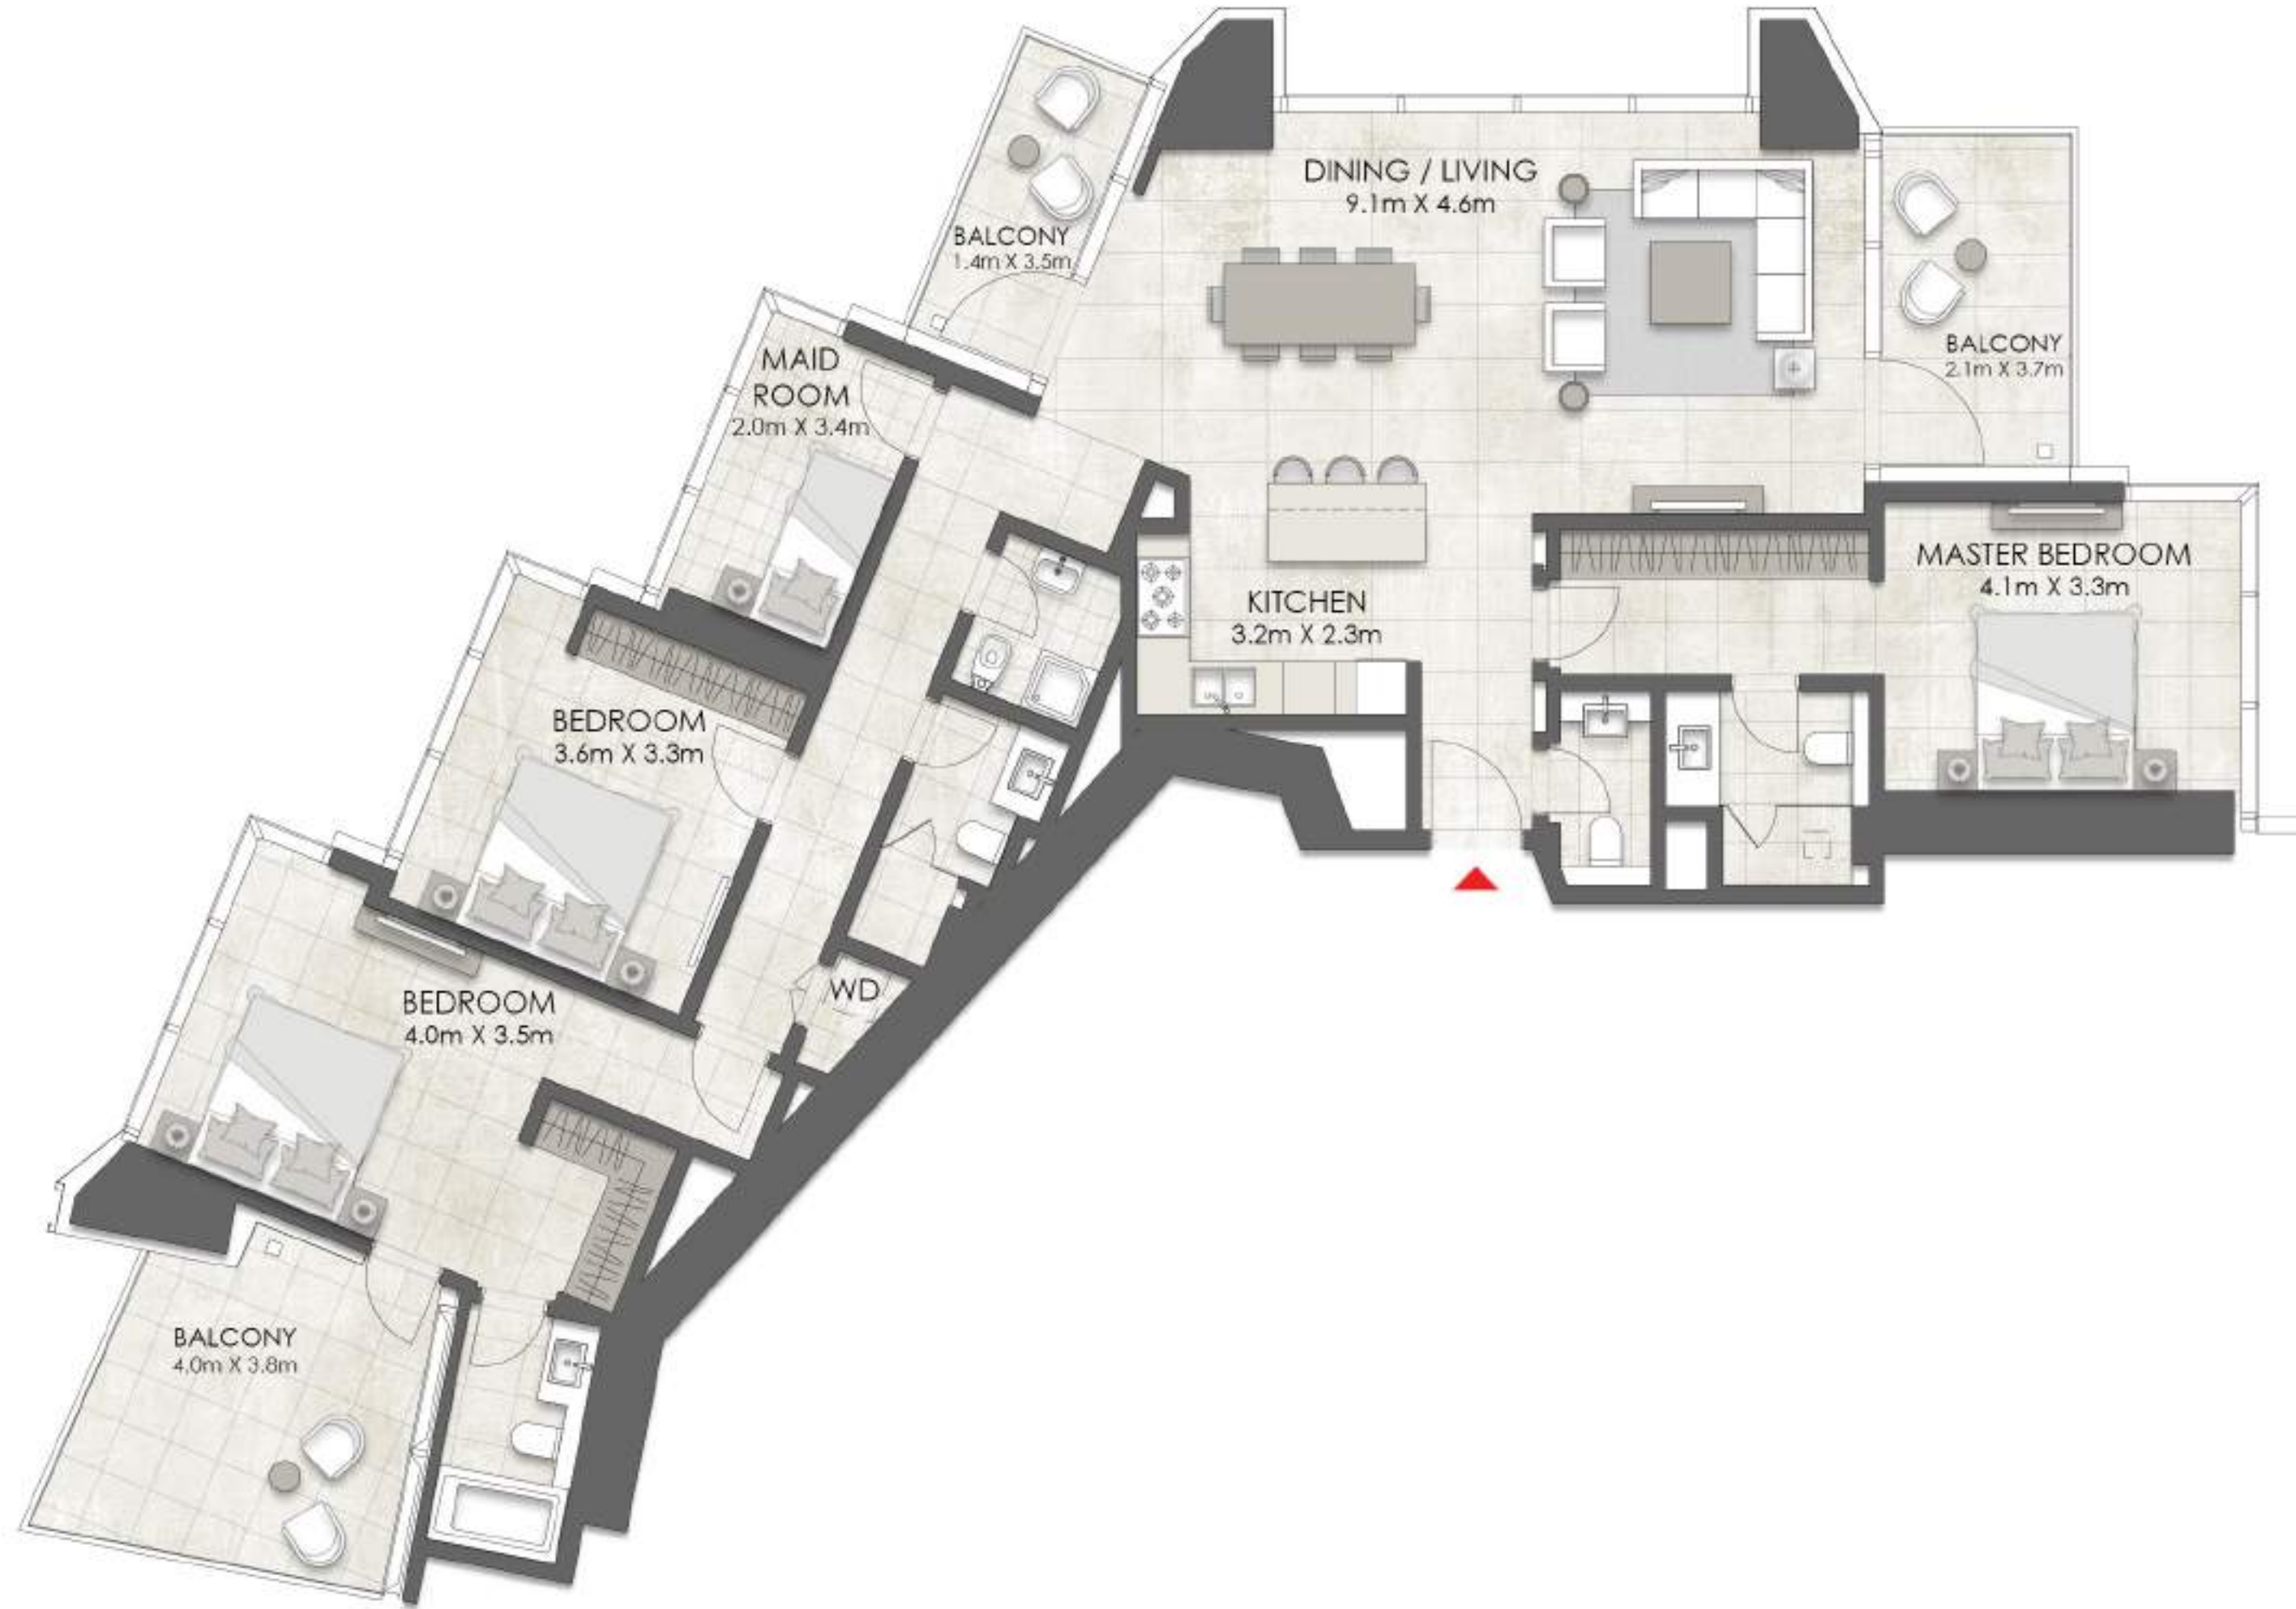 DINING / LIVING
9.1m X 4.6m
BALCONY
1.4m X 3.5m
BALCONY
2.1m X 3.7m
MAID
ROOM
2.0m X 3.4m
MASTER BEDROOM
4.1m X 3.3m
KITCHEN
3.2m X 2.3m
BEDROOM
3.6m X 3.3m
WD
BEDROOM
4.0m X 3.5m
BALCONY
4.0m X 3.8m